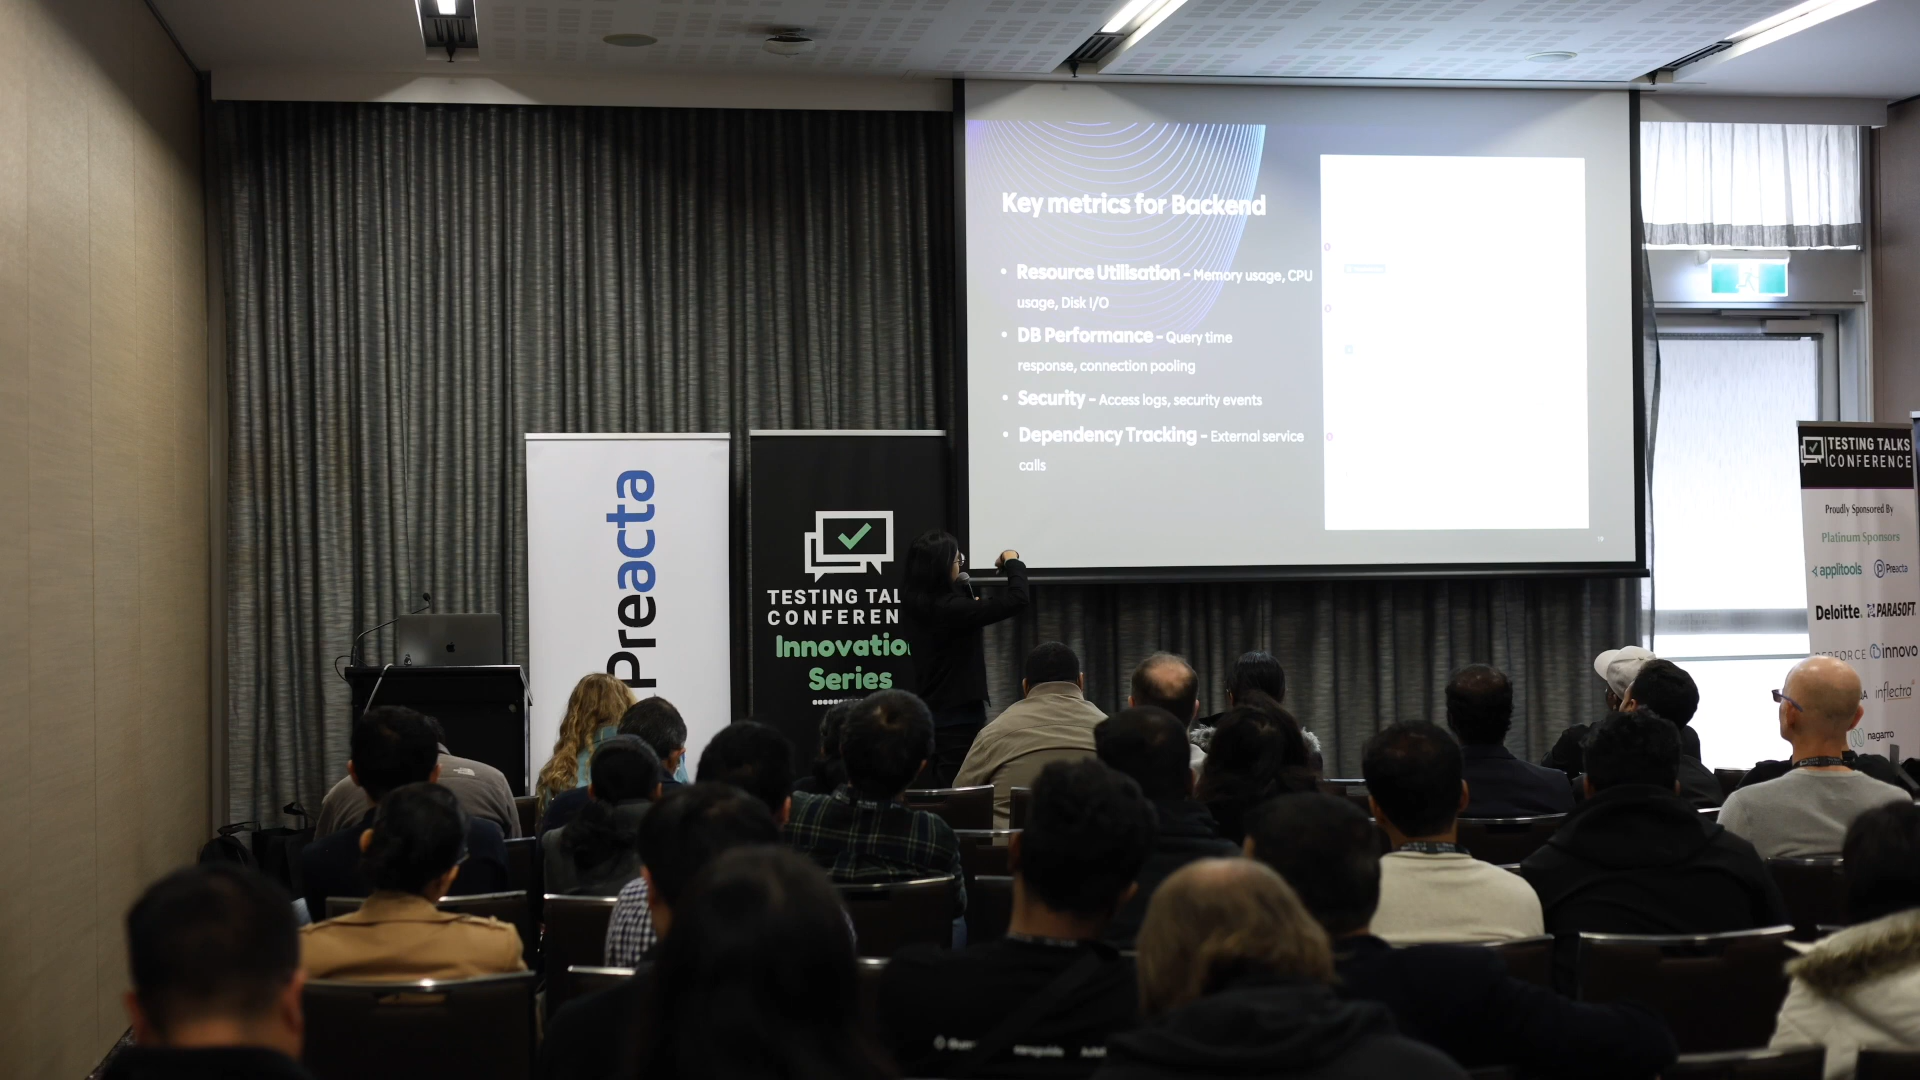 Key metrics for Backend
• Resource Utilisation - Memory usage, CPU
usage, Disk I/O
• DB Performance - Query time
response, connection pooling
• Security - Access logs, security events
• Dependency Tracking - External service
calls
Preacta
TESTING TAL
CONFEREN
Innovation
Series
TESTING TALKS
CONFERENCE
Proudly Sponsored By
Platinum Sponsors
applitools Preacta
Deloitte. PARASOFT
innovo
inflectra
nagarro